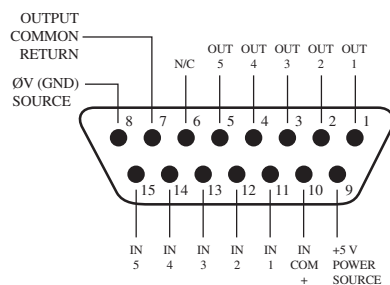 OUTPUT
COMMON
RETURN
ØV (GND)
SOURCE
N/C
OUT
5
OUT
4
OUT
3
OUT
2
OUT
1
8 7 6 5 4 3 2 1
15 14 13 12 11 10 9
IN
5
IN
4
IN
3
IN
2
IN
1
IN
COM
+
+5 V
POWER
SOURCE